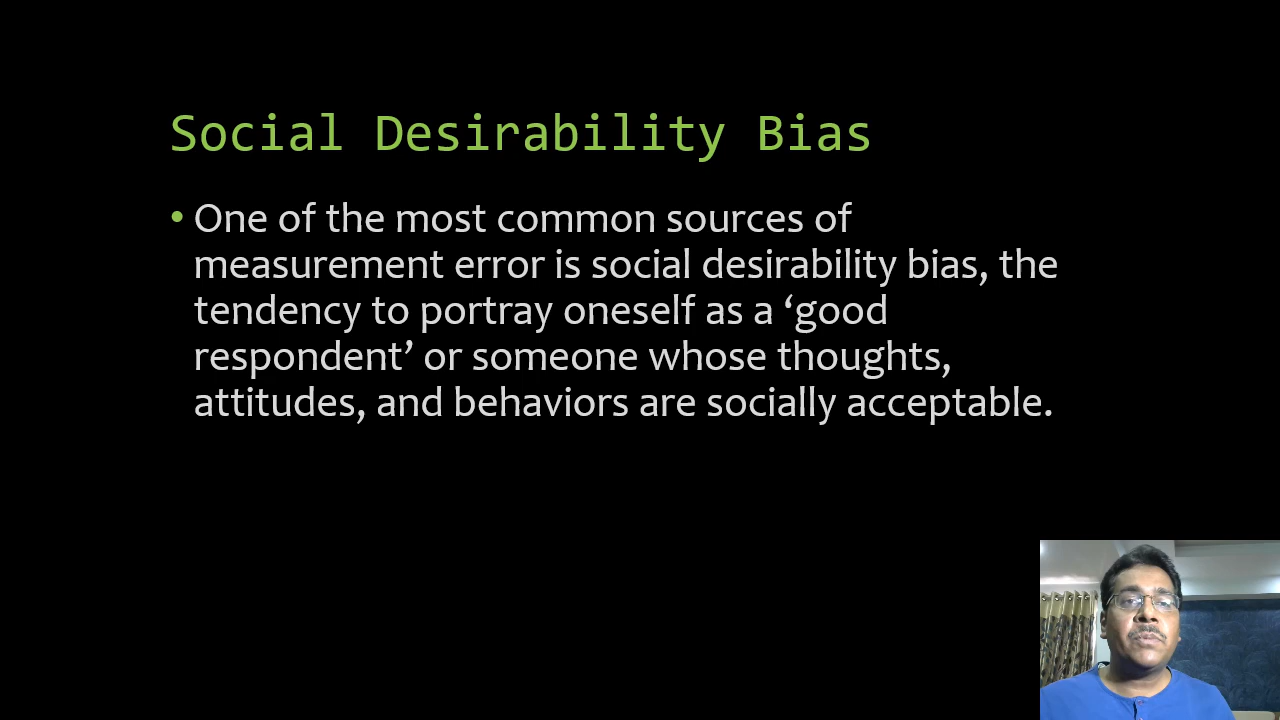 Social Desirability Bias
• One of the most common sources of
measurement error is social desirability bias, the
tendency to portray oneself as a ‘good
respondent’ or someone whose thoughts,
attitudes, and behaviors are socially acceptable.